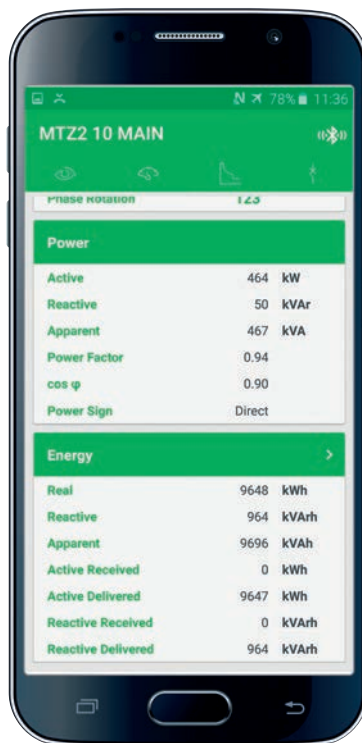 78% 11:36
MTZ2 10 MAIN
Phase Rotation 123
Power
Active 464 kW
Reactive 50 kVAr
Apparent 467 kVA
Power Factor 0.94
cos φ 0.90
Power Sign Direct
Energy >
Real 9648 kWh
Reactive 964 kVArh
Apparent 9696 kVAh
Active Received 0 kWh
Active Delivered 9647 kWh
Reactive Received 0 kVArh
Reactive Delivered 964 kVArh